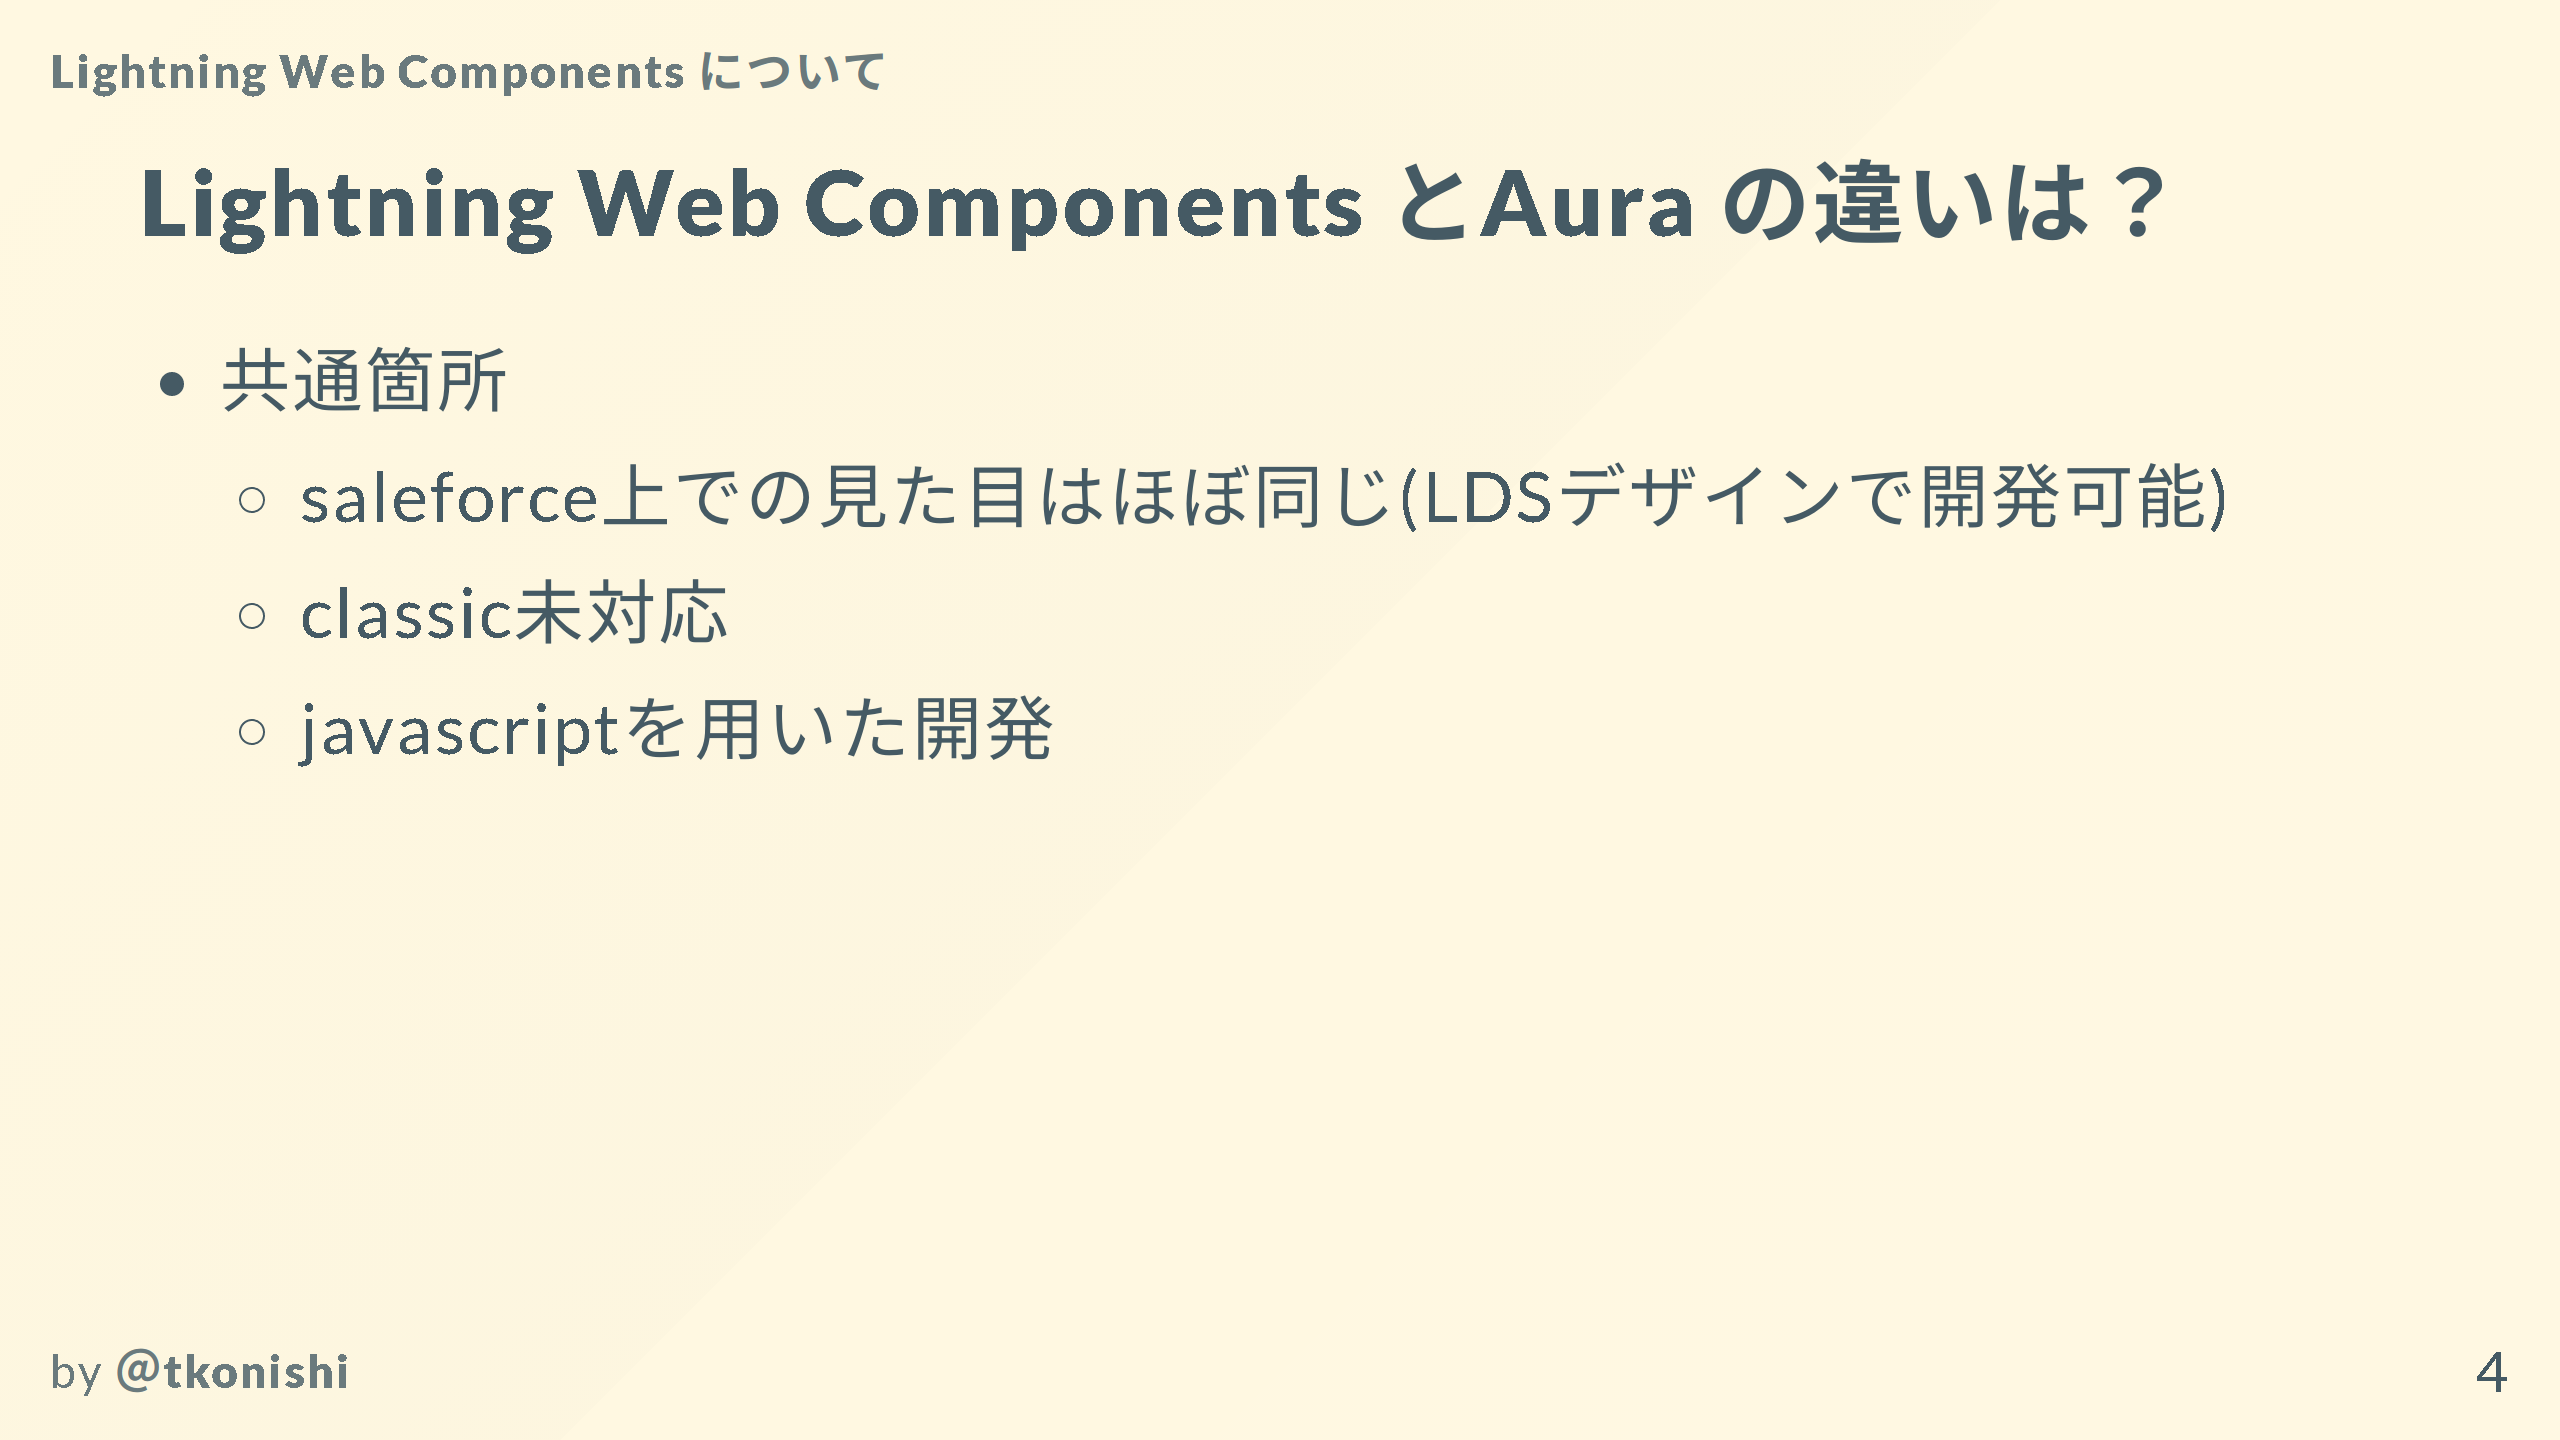 Lightning Web Components について
Lightning Web Components とAura の違いは？
共通箇所
saleforce上での見た目はほぼ同じ(LDSデザインで開発可能)
classic未対応
javascriptを用いた開発
by ＠tkonishi
4